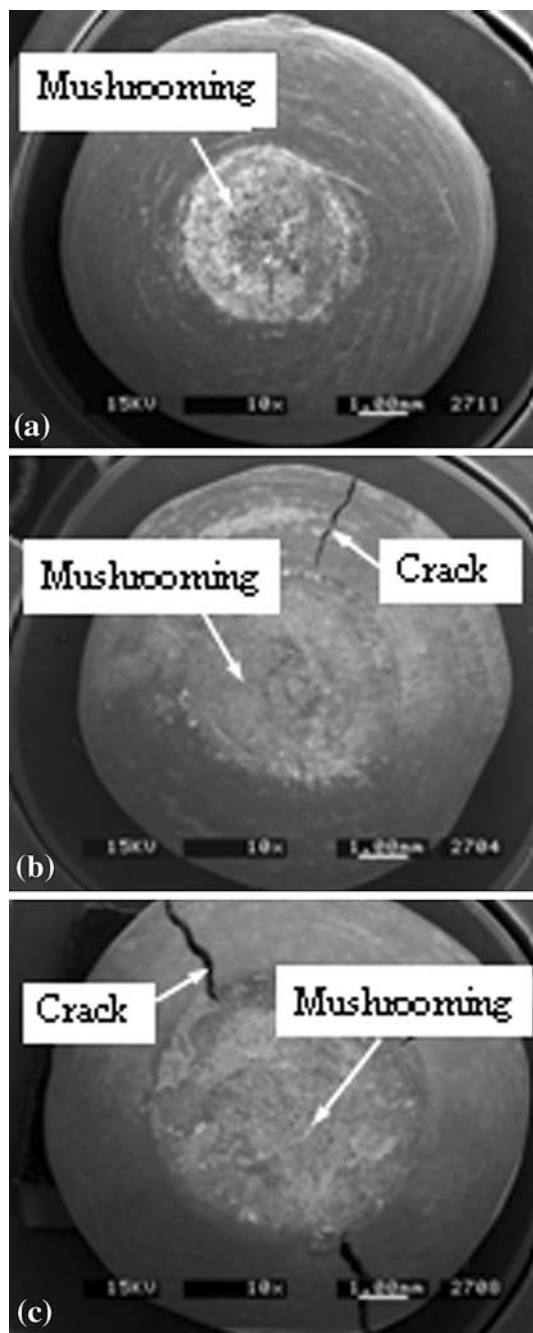 Mushrooming
15KV 10x 1.00mm 2711
(a)
Mushrooming
Crack
15KV 10x 1.00mm 2704
(b)
Crack
Mushrooming
15KV 10x 1.00mm 2708
(c)